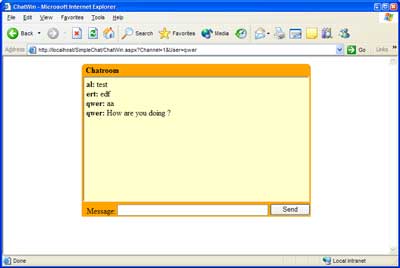 ChatWin - Microsoft Internet Explorer
File Edit View Favorites Tools Help
Back Search Favorites Media
Address http://localhost/SimpleChat/ChatWin.aspx?Channel=1&User=qwer Go Links »
Chatroom
al: test
ert: edf
qwer: aa
qwer: How are you doing ?
Message: Send
Done Local intranet